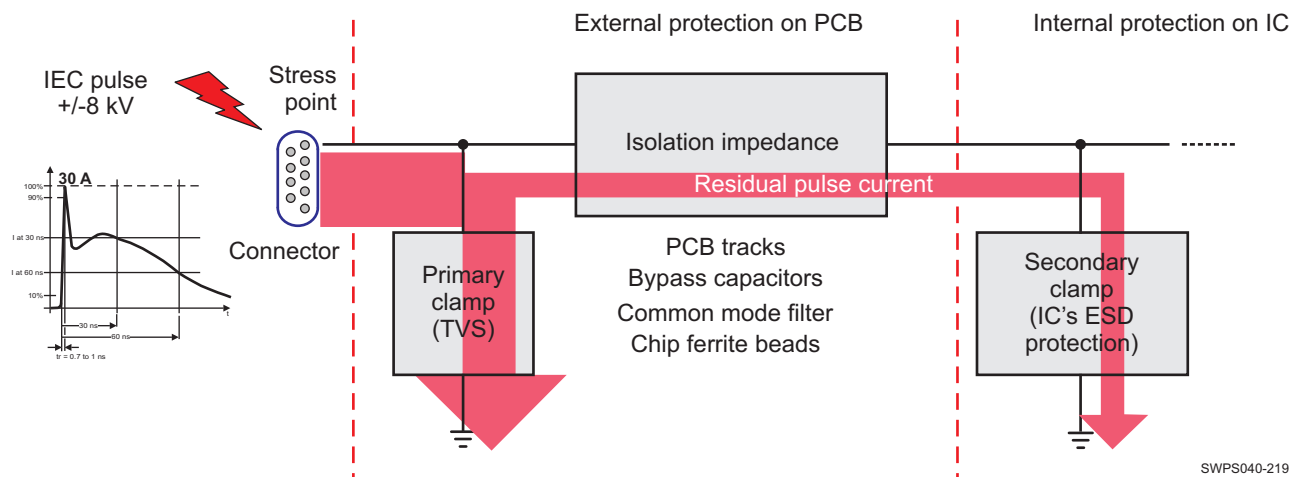 External protection on PCB
Internal protection on IC
IEC pulse
+/-8 kV
Stress
point
Isolation impedance
Residual pulse current
30 A
100%
90%
I at 30 ns
I at 60 ns
10%
t
30 ns
60 ns
tr = 0.7 to 1 ns
Connector
Primary
clamp
(TVS)
PCB tracks
Bypass capacitors
Common mode filter
Chip ferrite beads
Secondary
clamp
(IC's ESD
protection)
SWPS040-219